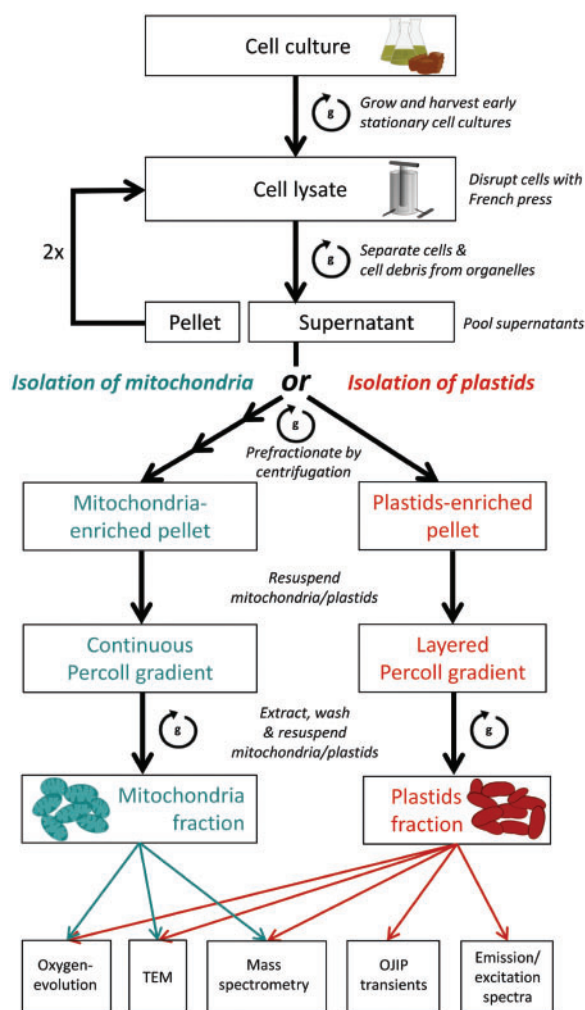 Cell culture
g
Grow and harvest early
stationary cell cultures
Cell lysate
Disrupt cells with
French press
2x
g
Separate cells &
cell debris from organelles
Pellet
Supernatant
Pool supernatants
Isolation of mitochondria or Isolation of plastids
g
Prefractionate by
centrifugation
Mitochondria-
enriched pellet
Plastids-enriched
pellet
Resuspend
mitochondria/plastids
Continuous
Percoll gradient
Layered
Percoll gradient
g
Extract, wash
& resuspend
mitochondria/plastids
g
Mitochondria
fraction
Plastids
fraction
Oxygen-
evolution
TEM
Mass
spectrometry
OJIP
transients
Emission/
excitation
spectra